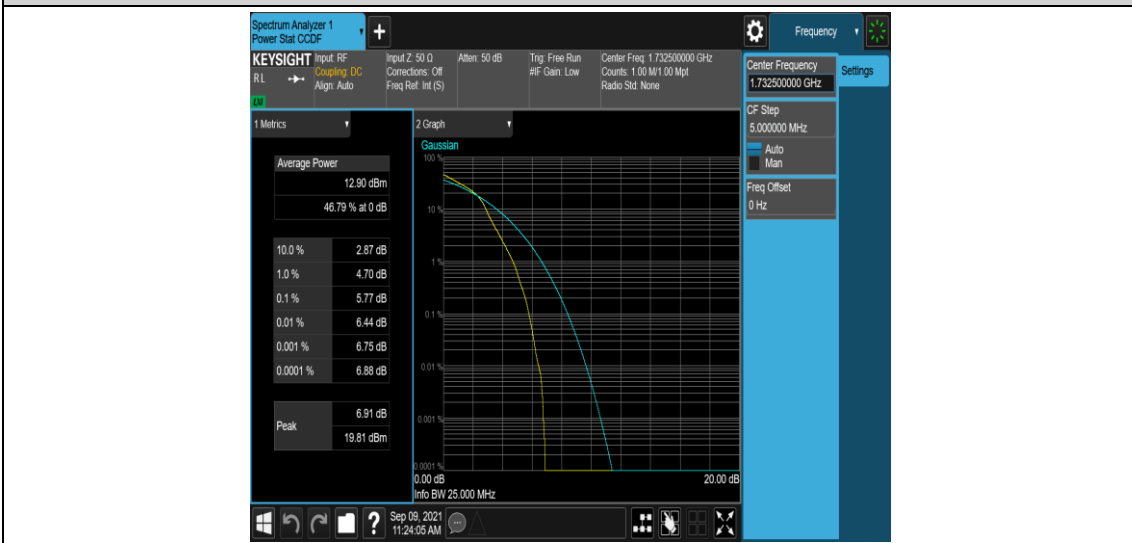 Spectrum Analyzer 1
Power Stat CCDF
+
Frequency
KEYSIGHT
RL
LU
Input: RF
Coupling: DC
Align: Auto
Input Z: 50 Ω
Corrections: Off
Freq Ref: Int (S)
Atten: 50 dB
Trig: Free Run
#IF Gain: Low
Center Freq: 1.732500000 GHz
Counts: 1.00 M/1.00 Mpt
Radio Std: None
Center Frequency
1.732500000 GHz
Settings
CF Step
5.000000 MHz
Auto
Man
Freq Offset
0 Hz
1 Metrics
Average Power
12.90 dBm
46.79 % at 0 dB
10.0 % 2.87 dB
1.0 % 4.70 dB
0.1 % 5.77 dB
0.01 % 6.44 dB
0.001 % 6.75 dB
0.0001 % 6.88 dB
Peak
6.91 dB
19.81 dBm
2 Graph
Gaussian
100 %
10 %
1 %
0.1 %
0.01 %
0.001 %
0.0001 %
0.00 dB
20.00 dB
Info BW 25.000 MHz
?
Sep 09, 2021
11:24:05 AM